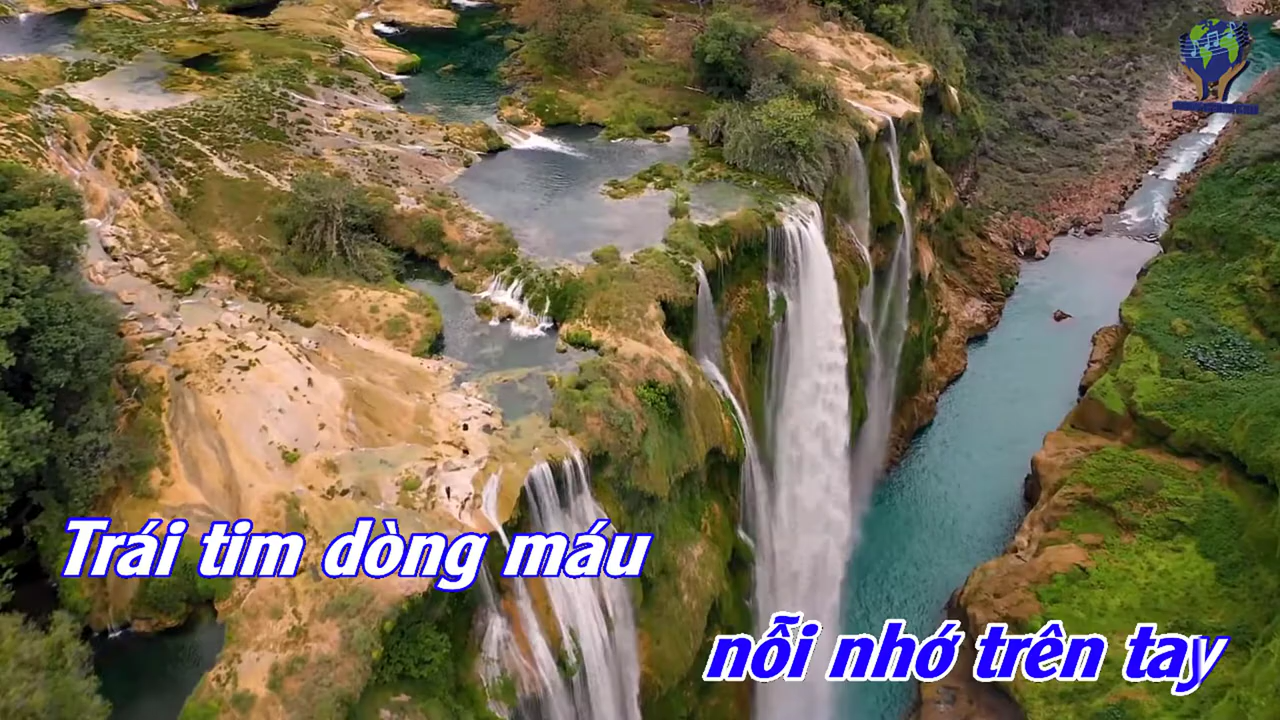 Trái tim dòng máu
nỗi nhớ trên tay